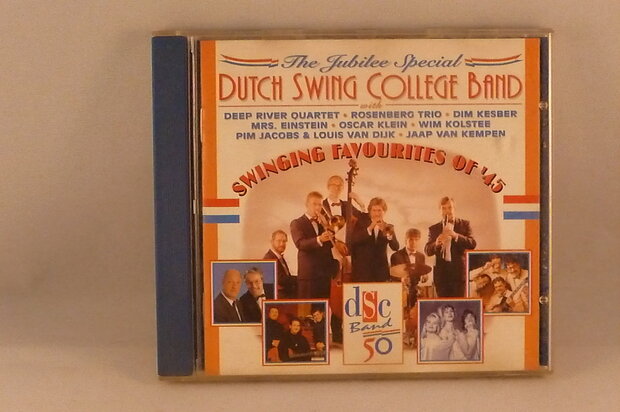 The Jubilee Special
DUTCH SWING COLLEGE BAND
with
DEEP RIVER QUARTET • ROSENBERG TRIO • DIM KESBER
MRS. EINSTEIN • OSCAR KLEIN • WIM KOLSTEE
PIM JACOBS & LOUIS VAN DIJK • JAAP VAN KEMPEN
SWINGING FAVOURITES OF '45
dsc
Band
50